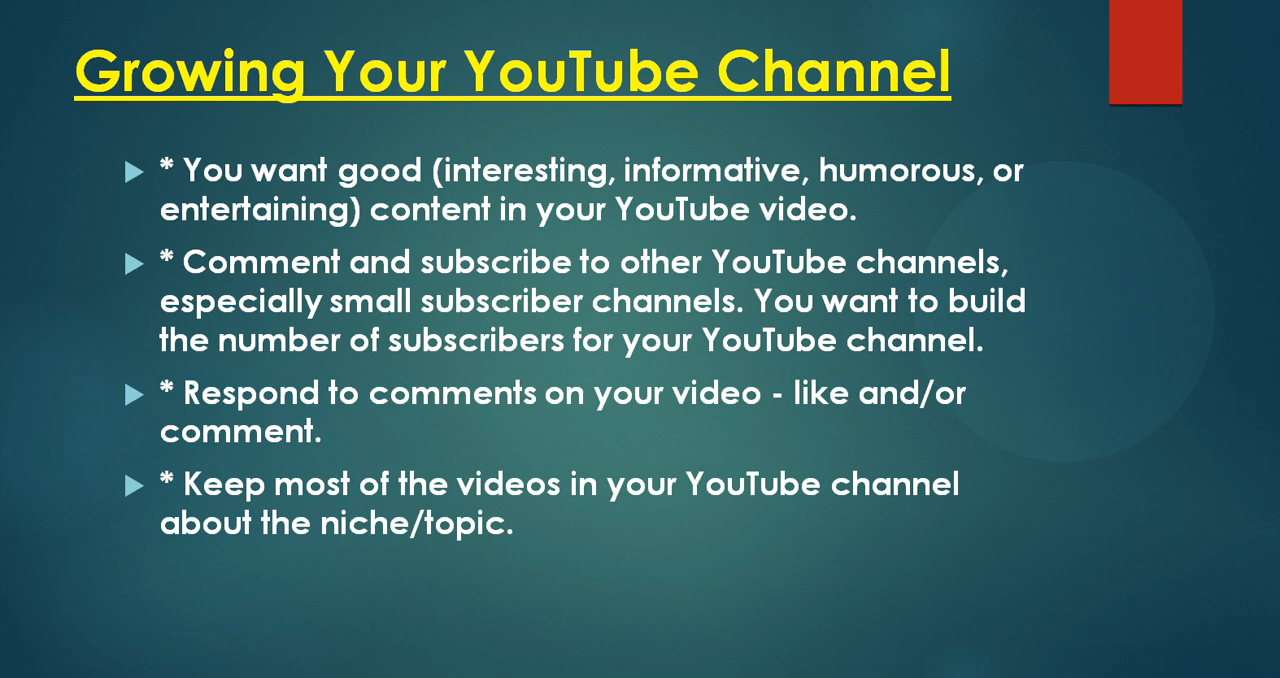 Growing Your YouTube Channel
* You want good (interesting, informative, humorous, or
entertaining) content in your YouTube video.
* Comment and subscribe to other YouTube channels,
especially small subscriber channels. You want to build
the number of subscribers for your YouTube channel.
* Respond to comments on your video - like and/or
comment.
* Keep most of the videos in your YouTube channel
about the niche/topic.